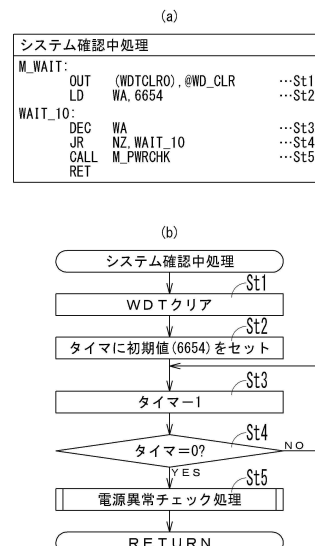 (a)
システム確認中処理
M_WAIT:
OUT (WDTCLR0),@WD_CLR …St1
LD WA,6654 …St2
WAIT_10:
DEC WA …St3
JR NZ,WAIT_10 …St4
CALL M_PWRCHK …St5
RET
(b)
システム確認中処理
St1
WDTクリア
St2
タイマに初期値(6654)をセット
St3
タイマー1
St4
タイマ=0?
NO
YES
St5
電源異常チェック処理
RETURN